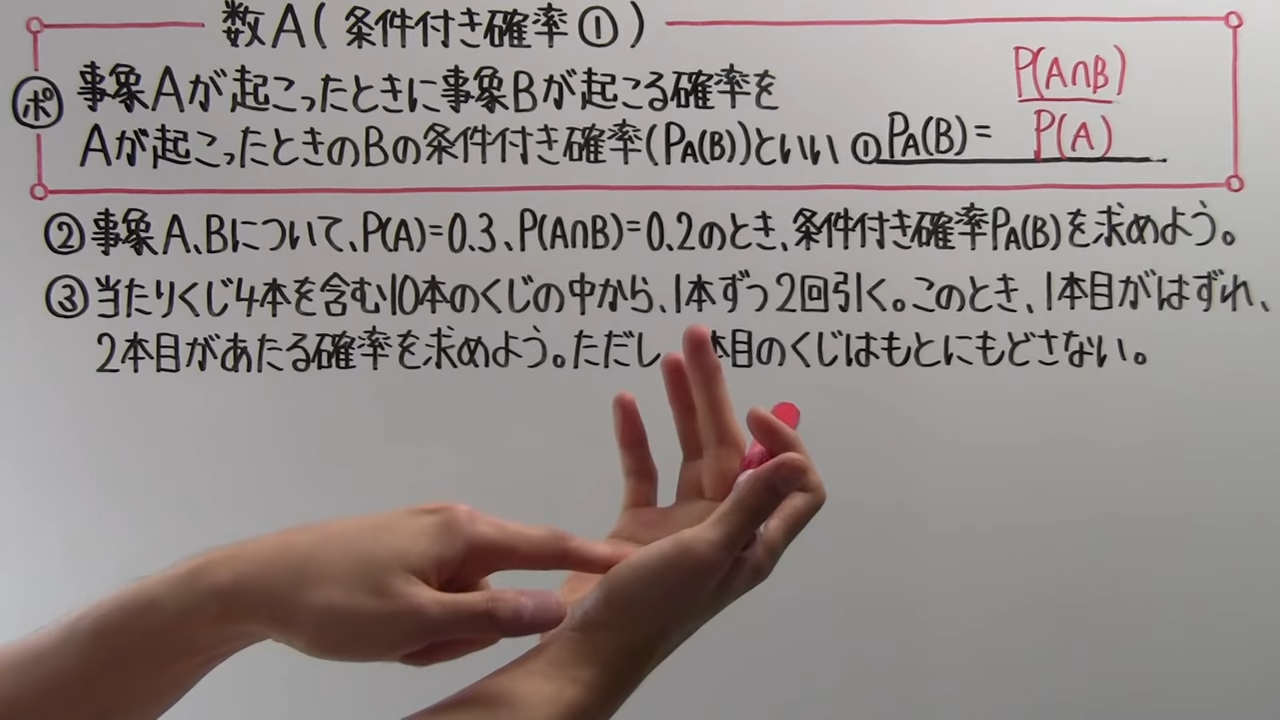 数A(条件付き確率①)
ポ 事象Aが起こったときに事象Bが起こる確率を
Aが起こったときのBの条件付き確率(PA(B))といい ①PA(B)= P(A∩B)/P(A)
②事象A、Bについて、P(A)=0.3、P(A∩B)=0.2のとき、条件付き確率PA(B)を求めよう。
③当たりくじ4本を含む10本のくじの中から、1本ずつ2回引く。このとき、1本目がはずれ、
2本目があたる確率を求めよう。ただし 本目のくじはもとにもどさない。